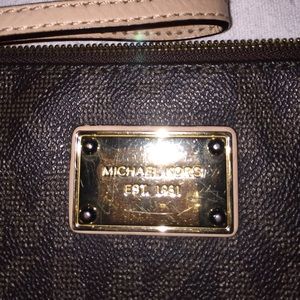 MICHAEL KORS
EST. 1981